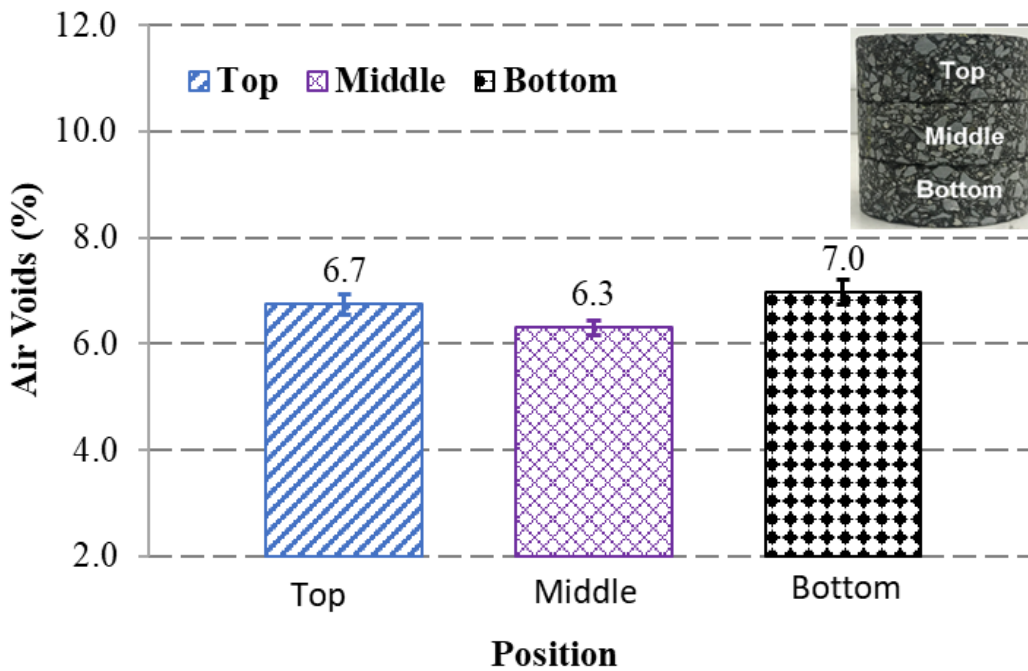 12.0
Top Middle Bottom
Top
Middle
Bottom
10.0
8.0
6.0
4.0
2.0
Air Voids (%)
6.7
6.3
7.0
Top
Middle
Bottom
Position